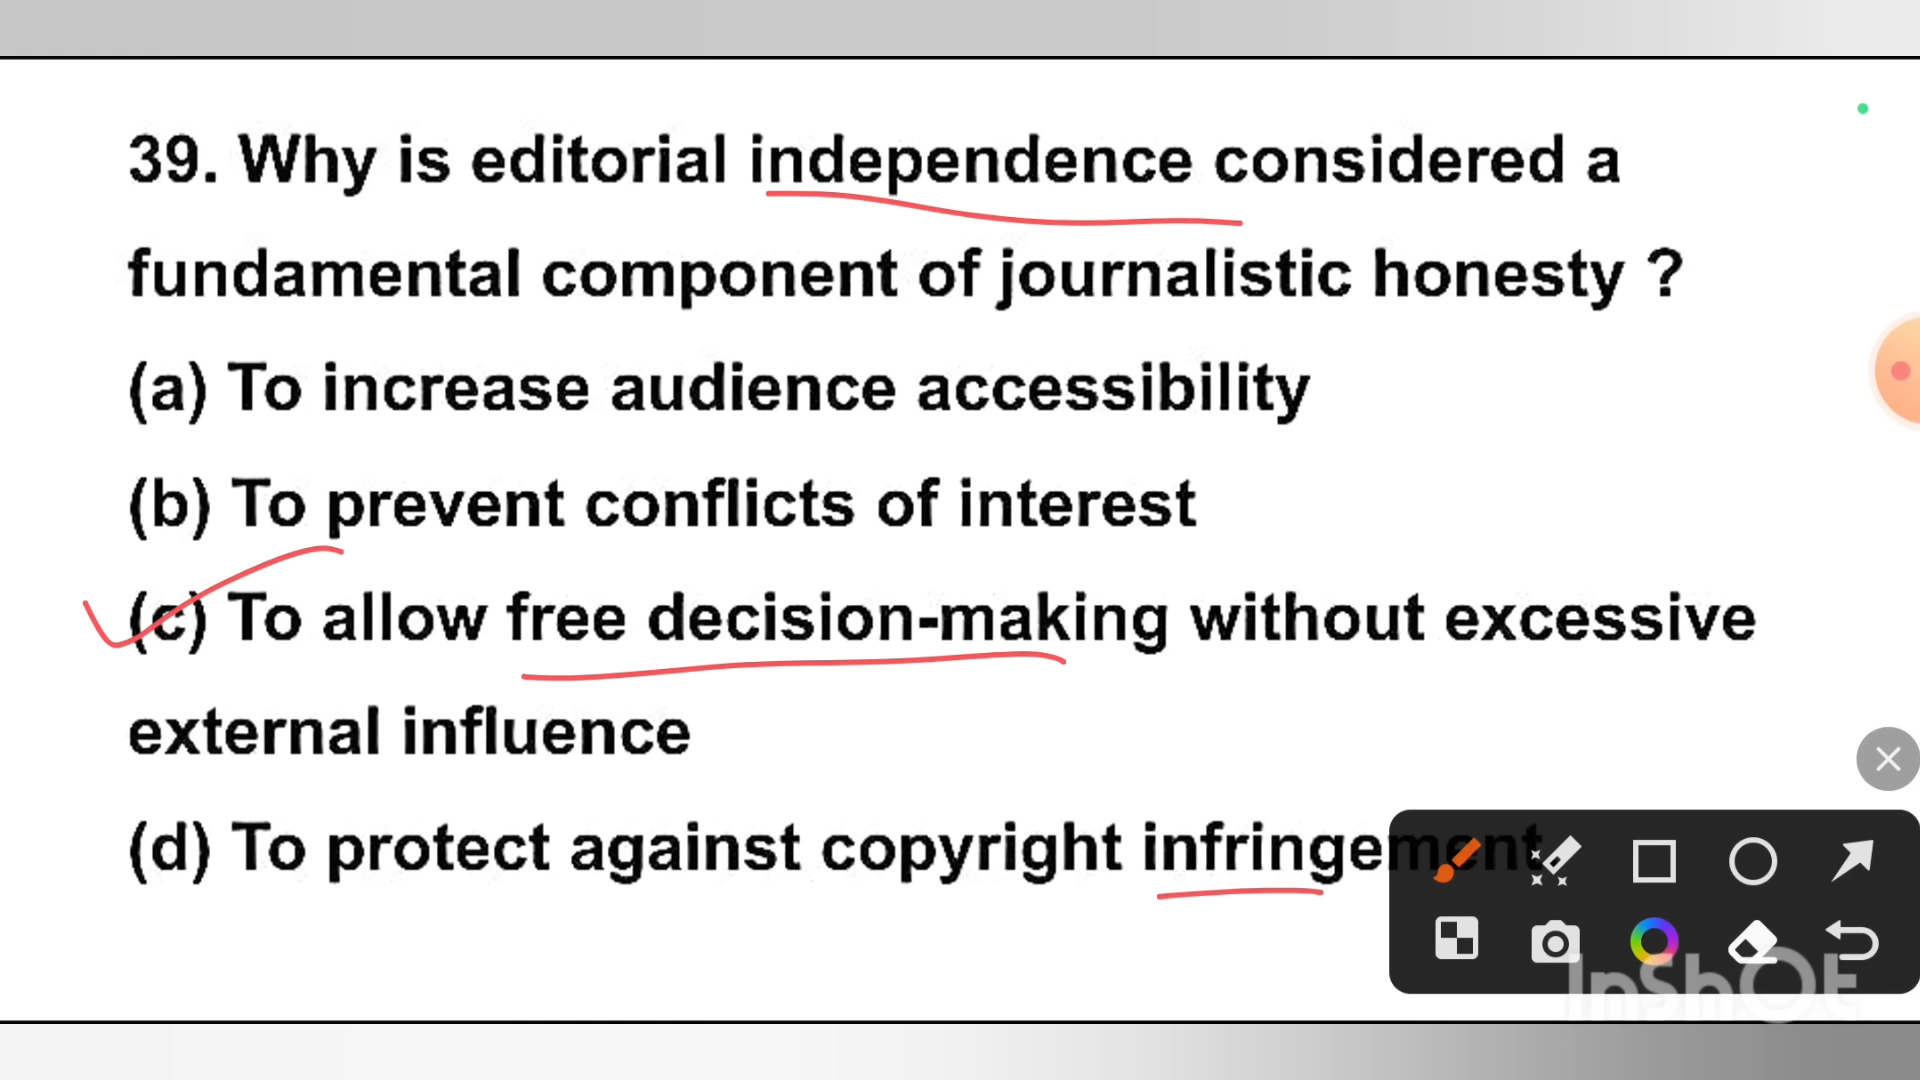 39. Why is editorial independence considered a
fundamental component of journalistic honesty ?
(a) To increase audience accessibility
(b) To prevent conflicts of interest
(c) To allow free decision-making without excessive
external influence
(d) To protect against copyright infringement
InShOt